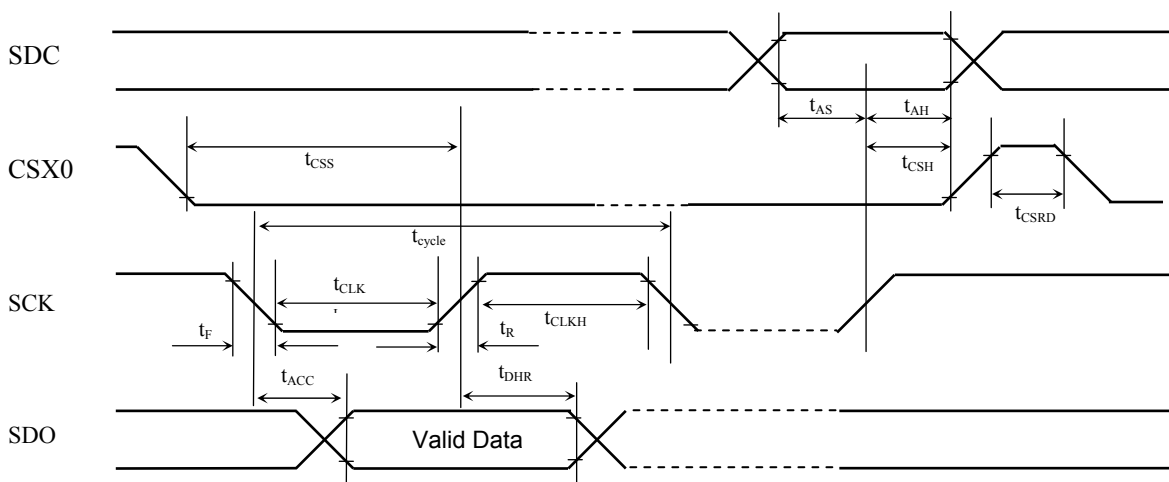 SDC
tAS
tAH
CSX0
tCSS
tCSH
tCSRD
tcycle
SCK
tCLK
tCLKH
tF
tR
tACC
tDHR
SDO
Valid Data